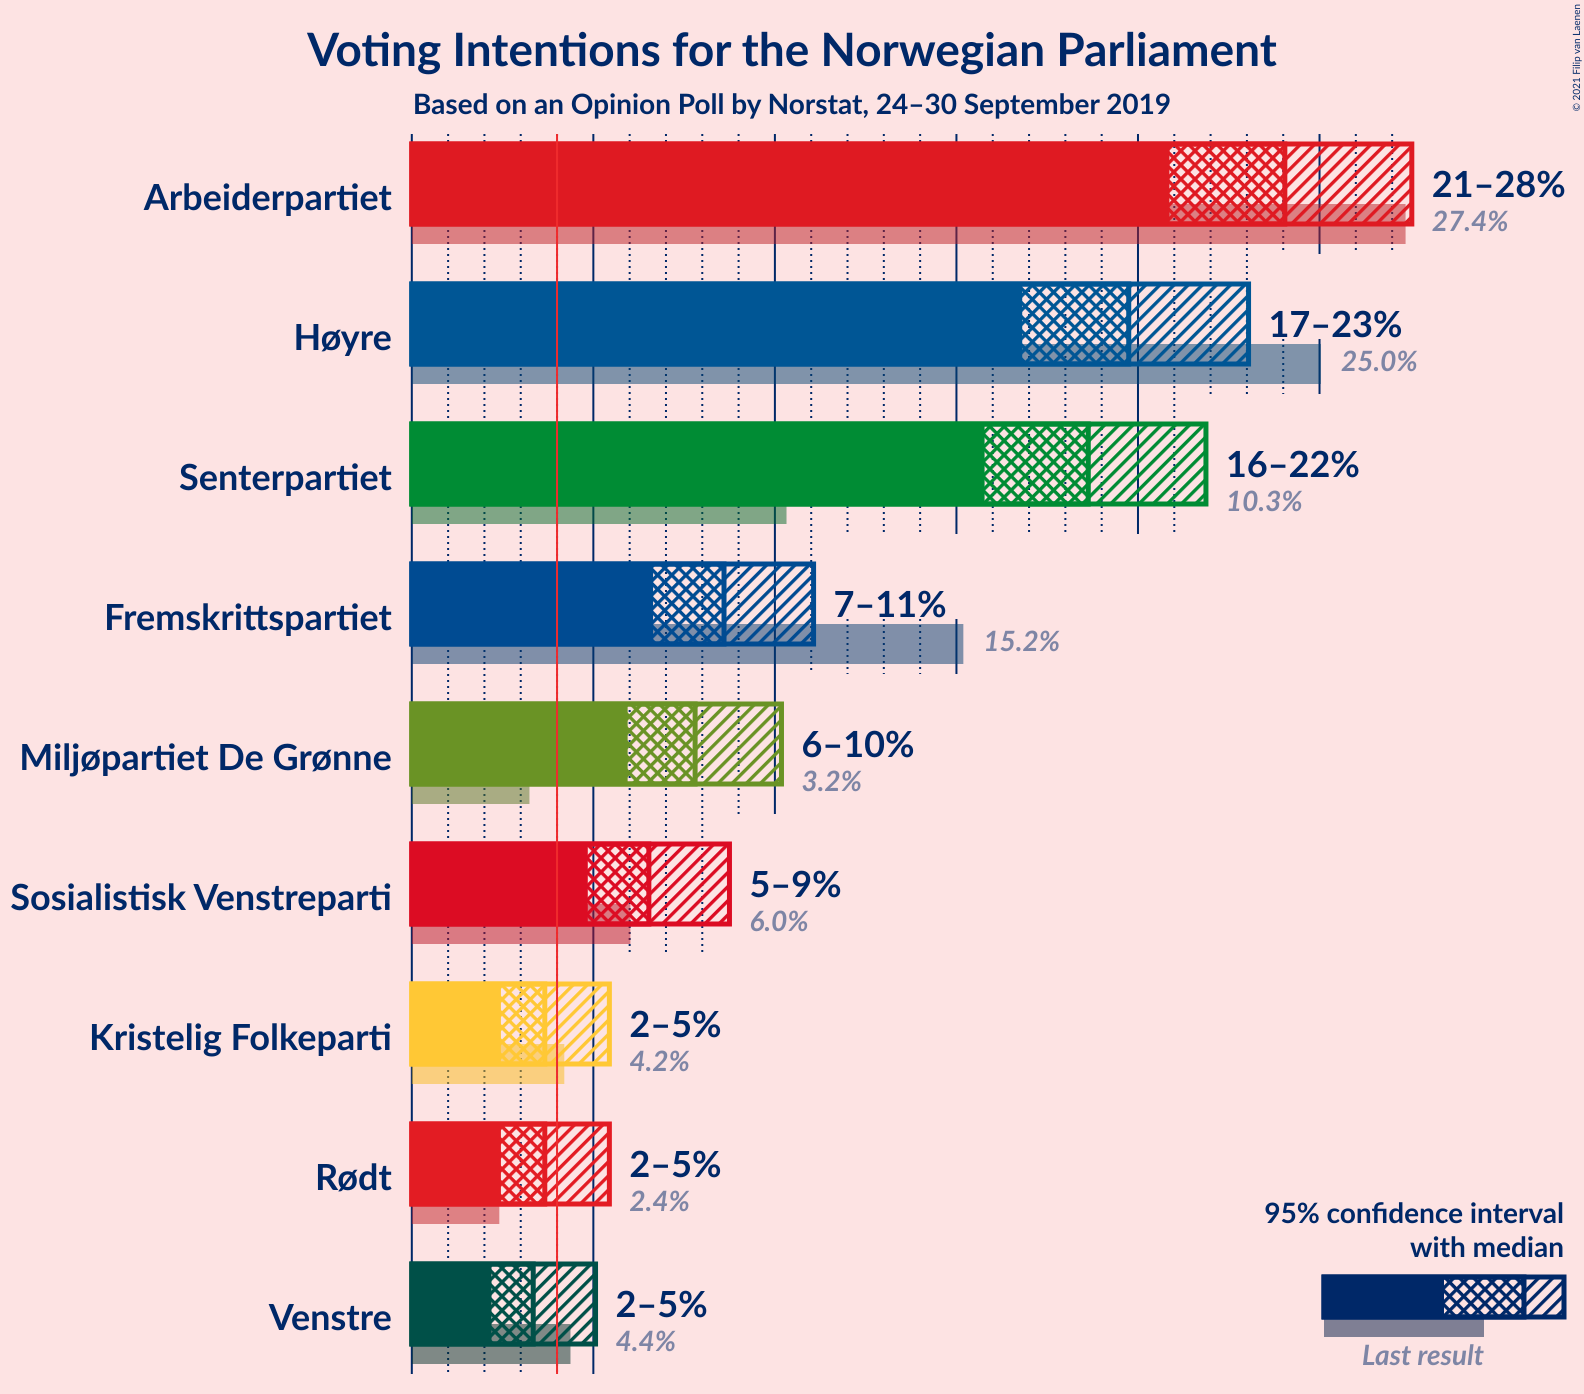 Voting Intentions for the Norwegian Parliament
Based on an Opinion Poll by Norstat, 24–30 September 2019
© 2021 Filip van Laenen
Arbeiderpartiet
21–28%
27.4%
Høyre
17–23%
25.0%
Senterpartiet
16–22%
10.3%
Fremskrittspartiet
7–11%
15.2%
Miljøpartiet De Grønne
6–10%
3.2%
Sosialistisk Venstreparti
5–9%
6.0%
Kristelig Folkeparti
2–5%
4.2%
Rødt
2–5%
2.4%
Venstre
2–5%
4.4%
95% confidence interval
with median
Last result